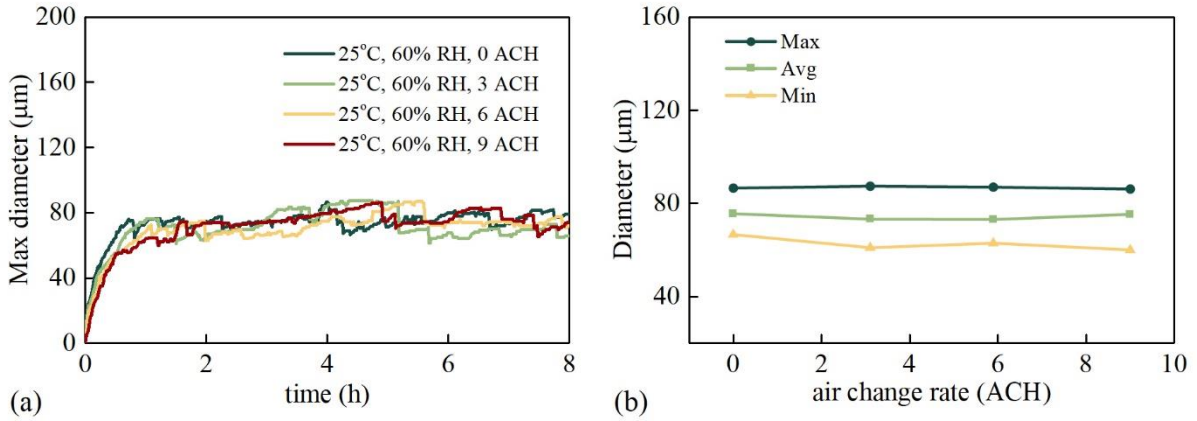 200
160
120
80
40
0
Max diameter (μm)
25°C, 60% RH, 0 ACH
25°C, 60% RH, 3 ACH
25°C, 60% RH, 6 ACH
25°C, 60% RH, 9 ACH
0 2 4 6 8
time (h)
(a)
160
120
80
40
Diameter (μm)
Max
Avg
Min
0 2 4 6 8 10
air change rate (ACH)
(b)